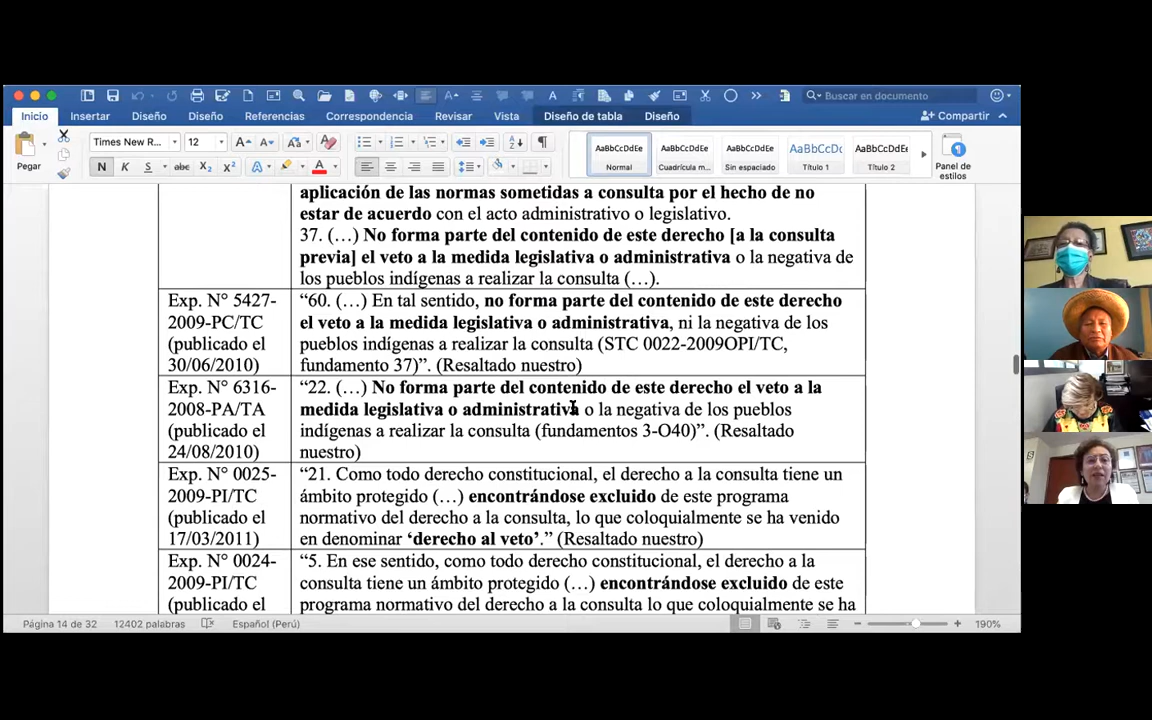 Buscar en documento
Inicio Insertar Diseño Diseño Referencias Correspondencia Revisar Vista Diseño de tabla Diseño Compartir
Pegar
Times New R... 12
N K S abc X₂ X²
AaBbCcDdEe AaBbCcDdEe AaBbCcDdEe AaBbCcDc AaBbCcDdEe
Normal Cuadrícula m... Sin espaciado Título 1 Título 2
Panel de
estilos
aplicación de las normas sometidas a consulta por el hecho de no
estar de acuerdo con el acto administrativo o legislativo.
37. (…) No forma parte del contenido de este derecho [a la consulta
previa] el veto a la medida legislativa o administrativa o la negativa de
los pueblos indígenas a realizar la consulta (…).
Exp. N° 5427-
2009-PC/TC
(publicado el
30/06/2010)
“60. (…) En tal sentido, no forma parte del contenido de este derecho
el veto a la medida legislativa o administrativa, ni la negativa de los
pueblos indígenas a realizar la consulta (STC 0022-2009OPI/TC,
fundamento 37)”. (Resaltado nuestro)
Exp. N° 6316-
2008-PA/TA
(publicado el
24/08/2010)
“22. (…) No forma parte del contenido de este derecho el veto a la
medida legislativa o administrativa o la negativa de los pueblos
indígenas a realizar la consulta (fundamentos 3-O40)”. (Resaltado
nuestro)
Exp. N° 0025-
2009-PI/TC
(publicado el
17/03/2011)
“21. Como todo derecho constitucional, el derecho a la consulta tiene un
ámbito protegido (…) encontrándose excluido de este programa
normativo del derecho a la consulta, lo que coloquialmente se ha venido
en denominar ‘derecho al veto’.” (Resaltado nuestro)
Exp. N° 0024-
2009-PI/TC
(publicado el
“5. En ese sentido, como todo derecho constitucional, el derecho a la
consulta tiene un ámbito protegido (…) encontrándose excluido de este
programa normativo del derecho a la consulta lo que coloquialmente se ha
Página 14 de 32 12402 palabras Español (Perú) 190%